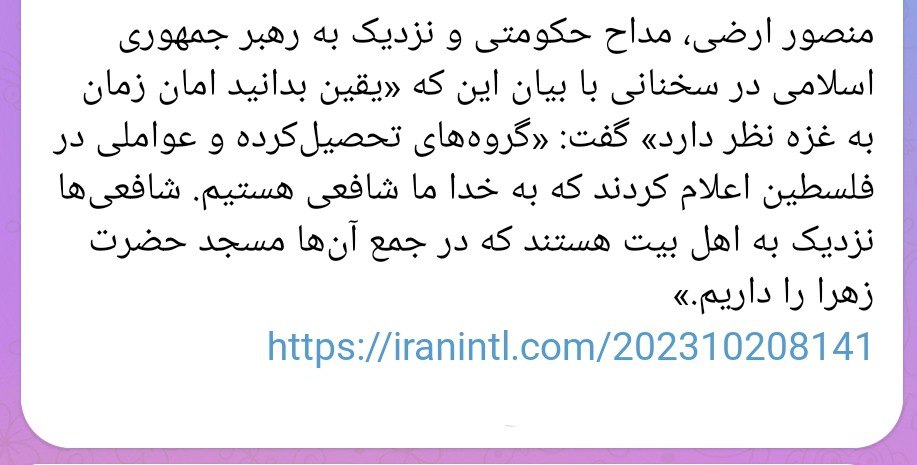 منصور ارضی، مداح حکومتی و نزدیک به رهبر جمهوری
اسلامی در سخنانی با بیان این که «یقین بدانید امان زمان
به غزه نظر دارد» گفت: «گروه‌های تحصیل‌کرده و عواملی در
فلسطین اعلام کردند که به خدا ما شافعی هستیم. شافعی‌ها
نزدیک به اهل بیت هستند که در جمع آن‌ها مسجد حضرت
زهرا را داریم.»
https://iranintl.com/202310208141